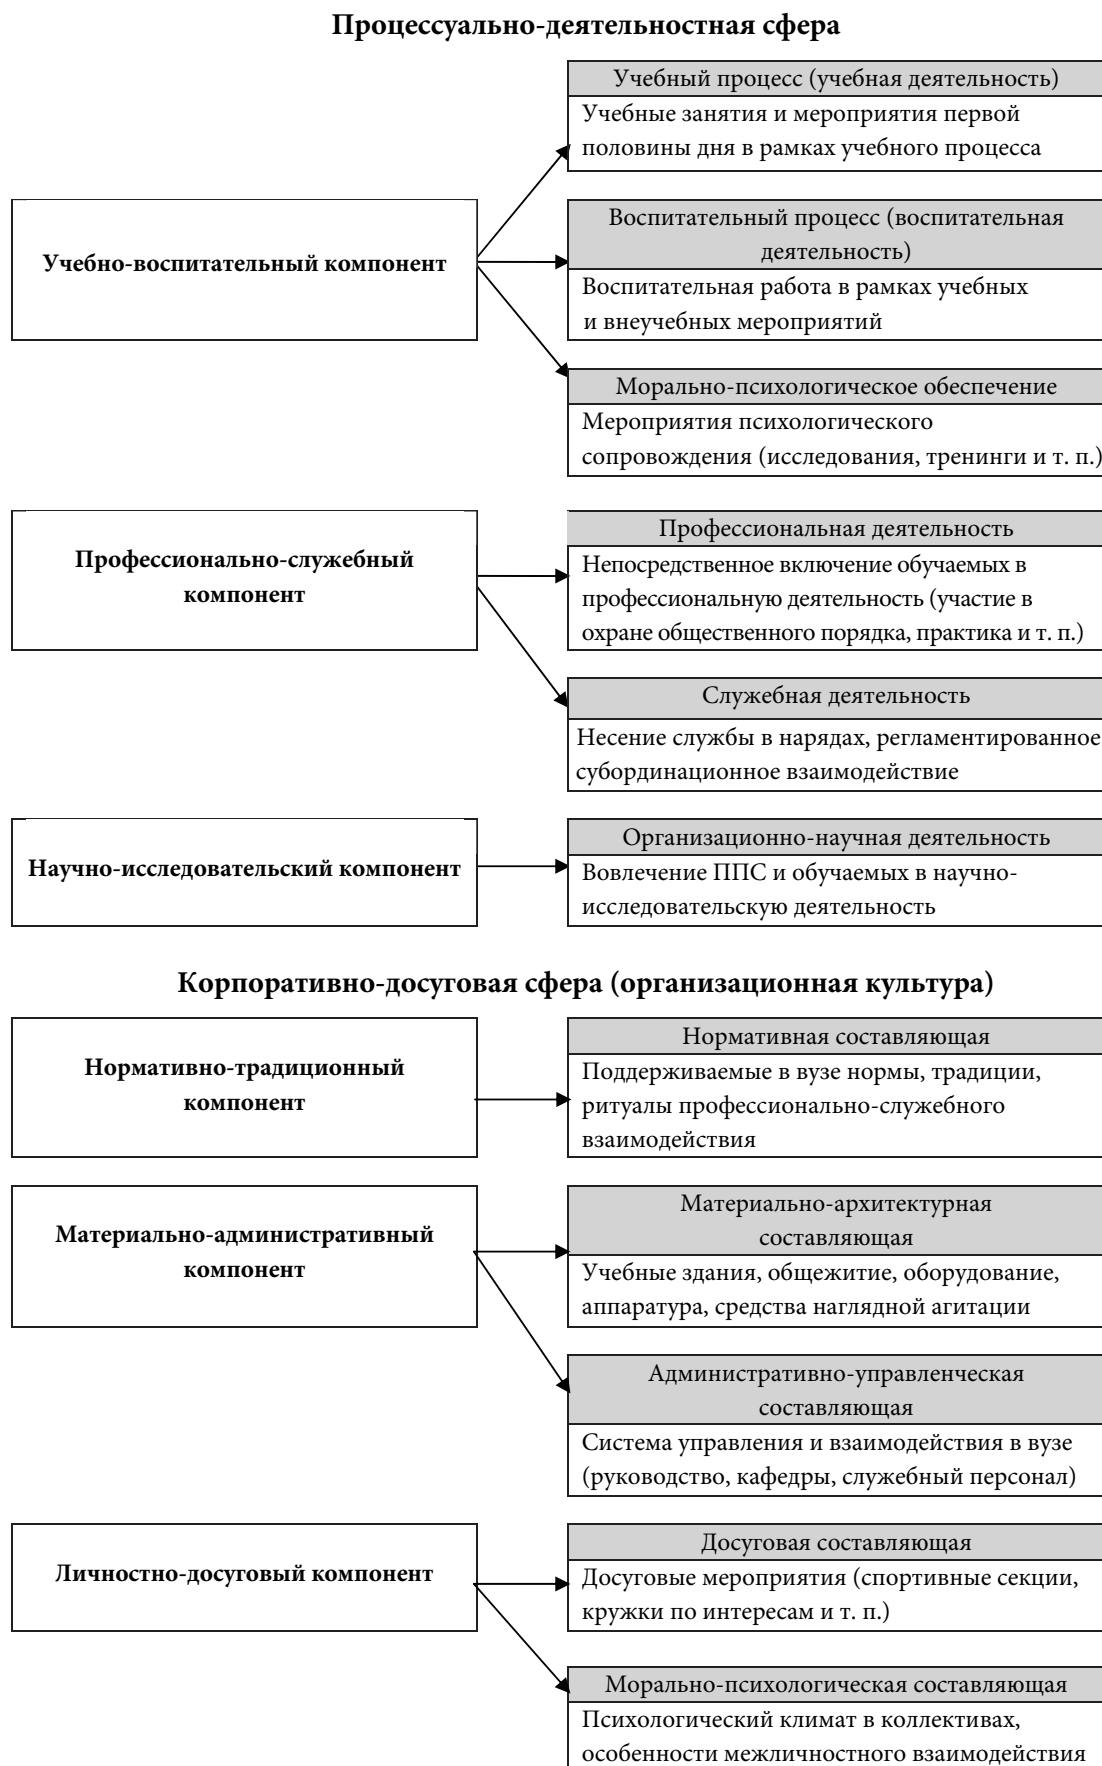 Процессуально-деятельностная сфера
Учебный процесс (учебная деятельность)
Учебные занятия и мероприятия первой
половины дня в рамках учебного процесса
Учебно-воспитательный компонент
Воспитательный процесс (воспитательная
деятельность)
Воспитательная работа в рамках учебных
и внеучебных мероприятий
Морально-психологическое обеспечение
Мероприятия психологического
сопровождения (исследования, тренинги и т. п.)
Профессионально-служебный
компонент
Профессиональная деятельность
Непосредственное включение обучаемых в
профессиональную деятельность (участие в
охране общественного порядка, практика и т. п.)
Служебная деятельность
Несение службы в нарядах, регламентированное
субординационное взаимодействие
Научно-исследовательский компонент
Организационно-научная деятельность
Вовлечение ППС и обучаемых в научно-
исследовательскую деятельность
Корпоративно-досуговая сфера (организационная культура)
Нормативно-традиционный
компонент
Нормативная составляющая
Поддерживаемые в вузе нормы, традиции,
ритуалы профессионально-служебного
взаимодействия
Материально-административный
компонент
Материально-архитектурная
составляющая
Учебные здания, общежитие, оборудование,
аппаратура, средства наглядной агитации
Административно-управленческая
составляющая
Система управления и взаимодействия в вузе
(руководство, кафедры, служебный персонал)
Личностно-досуговый компонент
Досуговая составляющая
Досуговые мероприятия (спортивные секции,
кружки по интересам и т. п.)
Морально-психологическая составляющая
Психологический климат в коллективах,
особенности межличностного взаимодействия